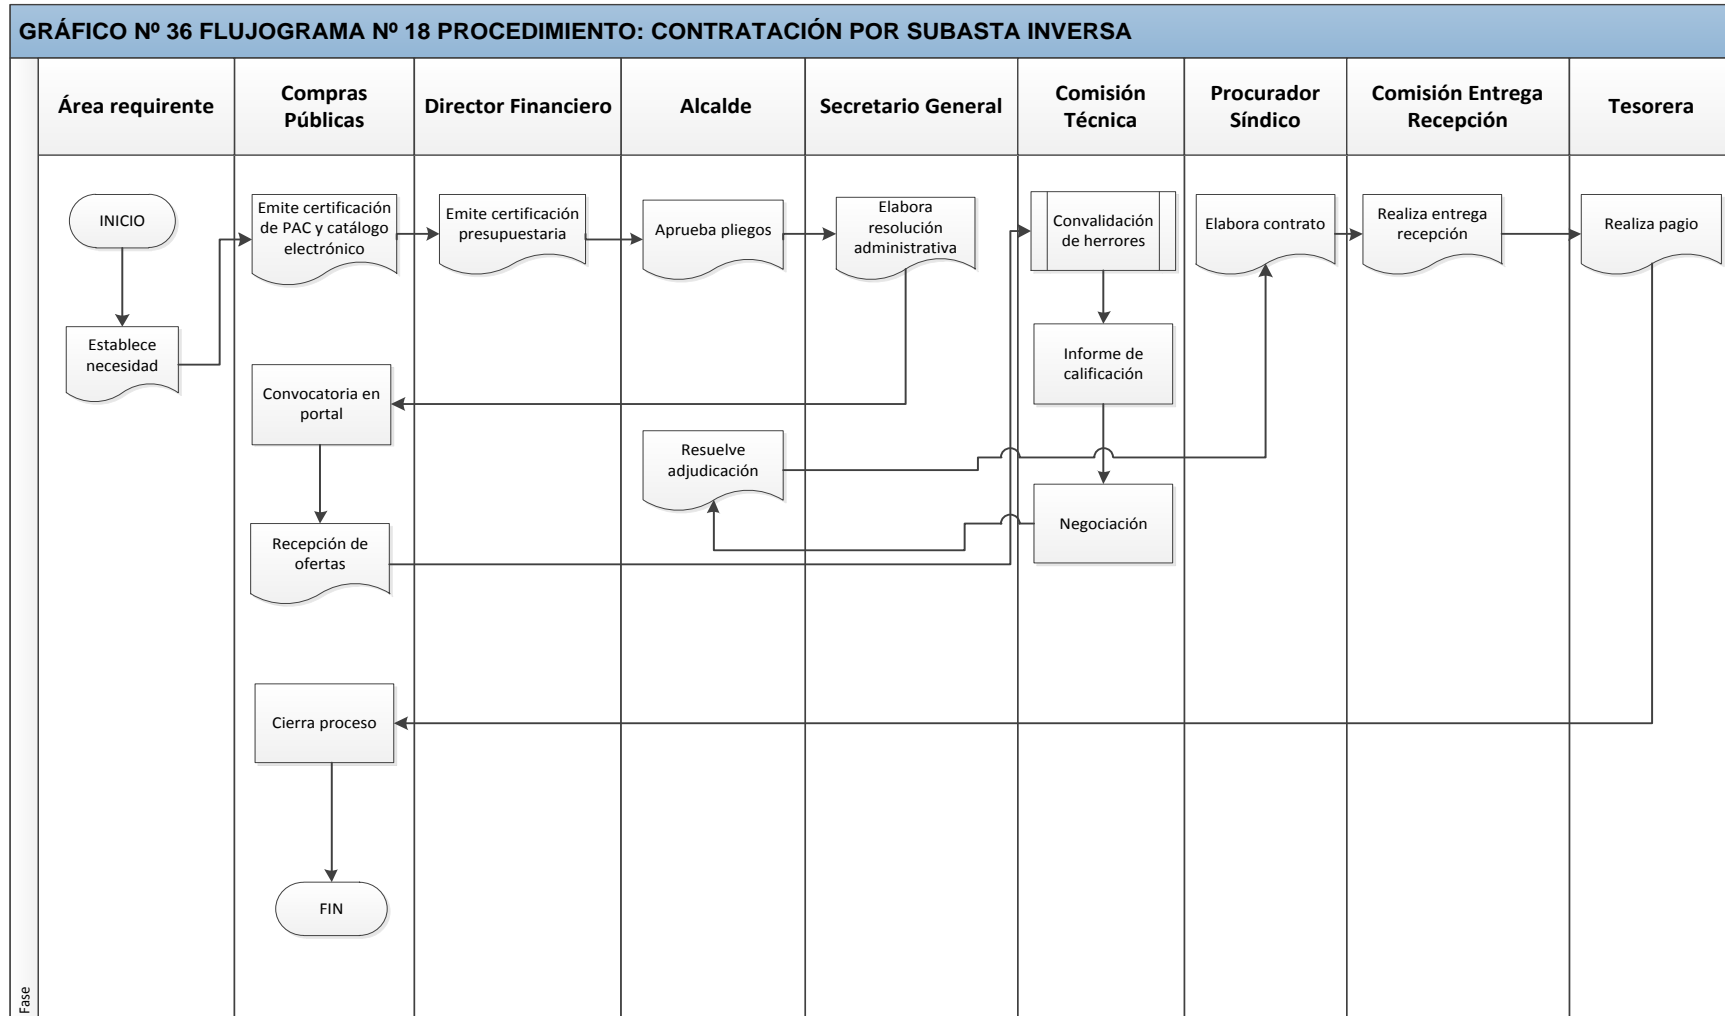 GRÁFICO Nº 36 FLUJOGRAMA Nº 18 PROCEDIMIENTO: CONTRATACIÓN POR SUBASTA INVERSA
Área requirente
Compras
Públicas
Director Financiero
Alcalde
Secretario General
Comisión
Técnica
Procurador
Síndico
Comisión Entrega
Recepción
Tesorera
INICIO
Emite certificación
de PAC y catálogo
electrónico
Emite certificación
presupuestaria
Aprueba pliegos
Elabora
resolución
administrativa
Convalidación
de herrores
Elabora contrato
Realiza entrega
recepción
Realiza pagio
Establece
necesidad
Convocatoria en
portal
Informe de
calificación
Resuelve
adjudicación
Negociación
Recepción de
ofertas
Cierra proceso
FIN
Fase